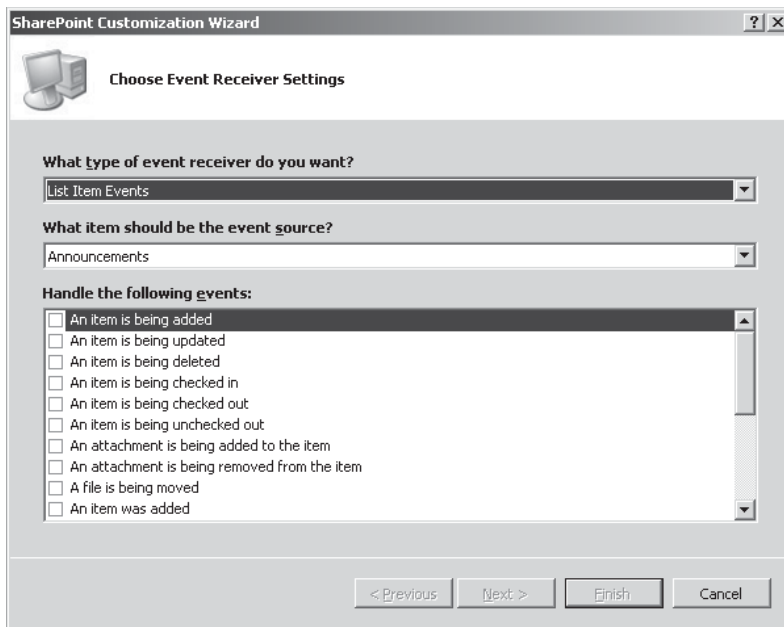 SharePoint Customization Wizard
Choose Event Receiver Settings
What type of event receiver do you want?
List Item Events
What item should be the event source?
Announcements
Handle the following events:
An item is being added
An item is being updated
An item is being deleted
An item is being checked in
An item is being checked out
An item is being unchecked out
An attachment is being added to the item
An attachment is being removed from the item
A file is being moved
An item was added
< Previous Next > Finish Cancel